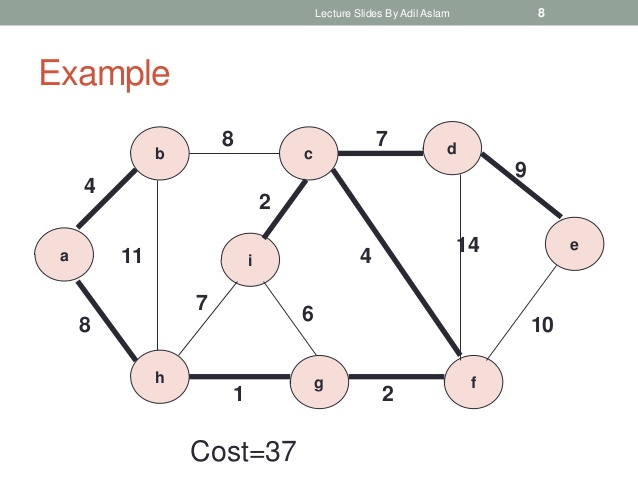 Lecture Slides By Adil Aslam 8
Example
b 8 c 7 d
4 2 9
a 11 i 4 14 e
8 7 6 10
h 1 g 2 f
Cost=37